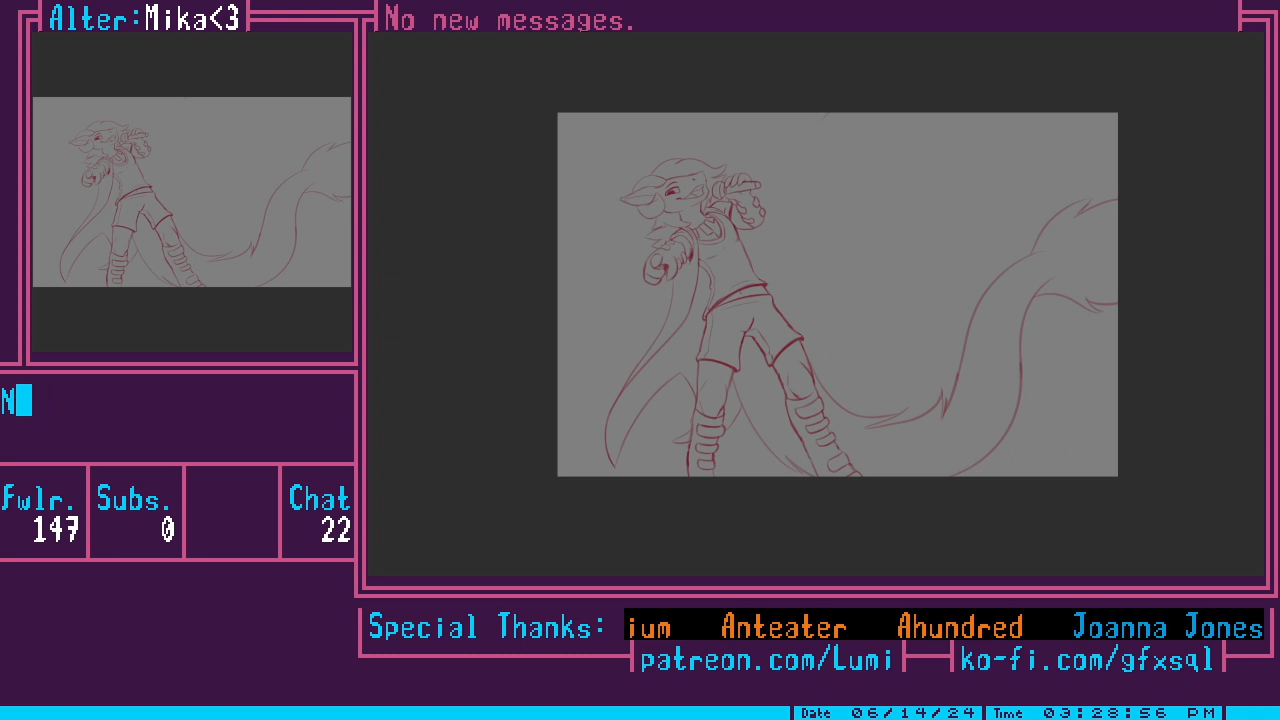 Alter:Mika<3
No new messages.
N
Fwlr.
147
Subs.
0
Chat
22
Special Thanks: ium Anteater Ahundred Joanna Jones
patreon.com/Lumi
ko-fi.com/gfxsql
Date 06/14/24 Time 03:28:56 PM